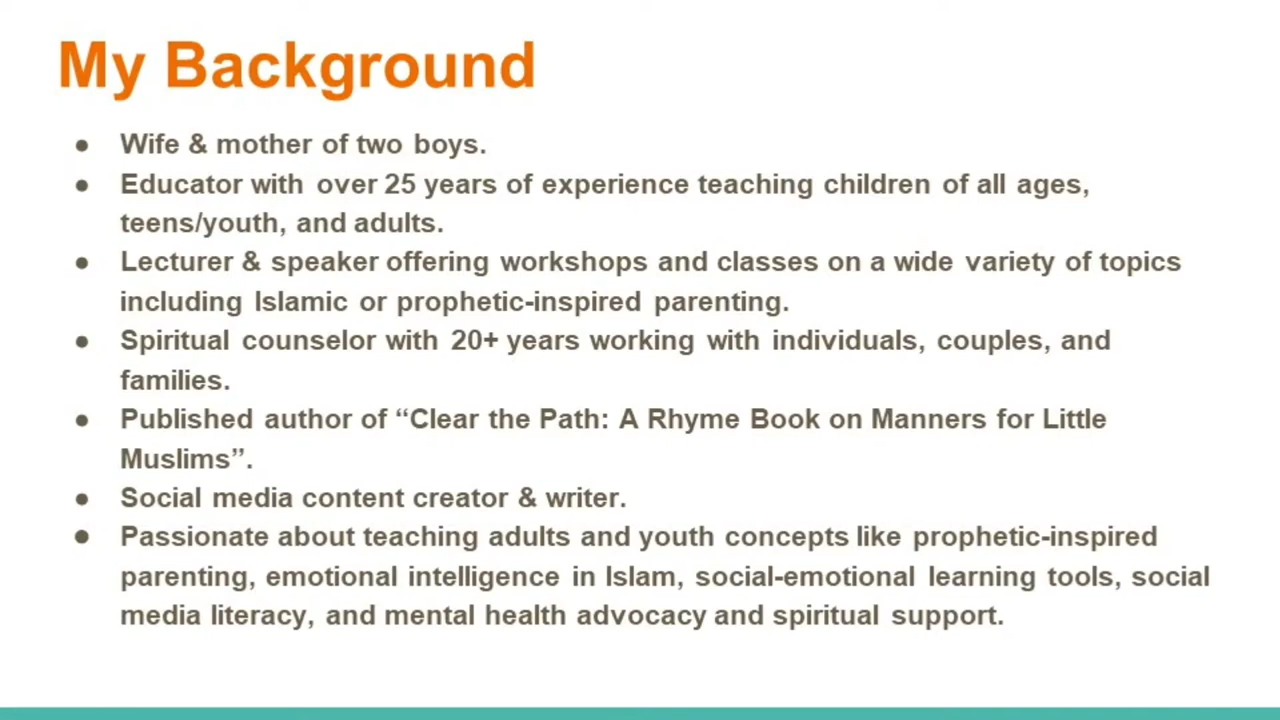 My Background
● Wife & mother of two boys.
● Educator with over 25 years of experience teaching children of all ages,
teens/youth, and adults.
● Lecturer & speaker offering workshops and classes on a wide variety of topics
including Islamic or prophetic-inspired parenting.
● Spiritual counselor with 20+ years working with individuals, couples, and
families.
● Published author of “Clear the Path: A Rhyme Book on Manners for Little
Muslims”.
● Social media content creator & writer.
● Passionate about teaching adults and youth concepts like prophetic-inspired
parenting, emotional intelligence in Islam, social-emotional learning tools, social
media literacy, and mental health advocacy and spiritual support.